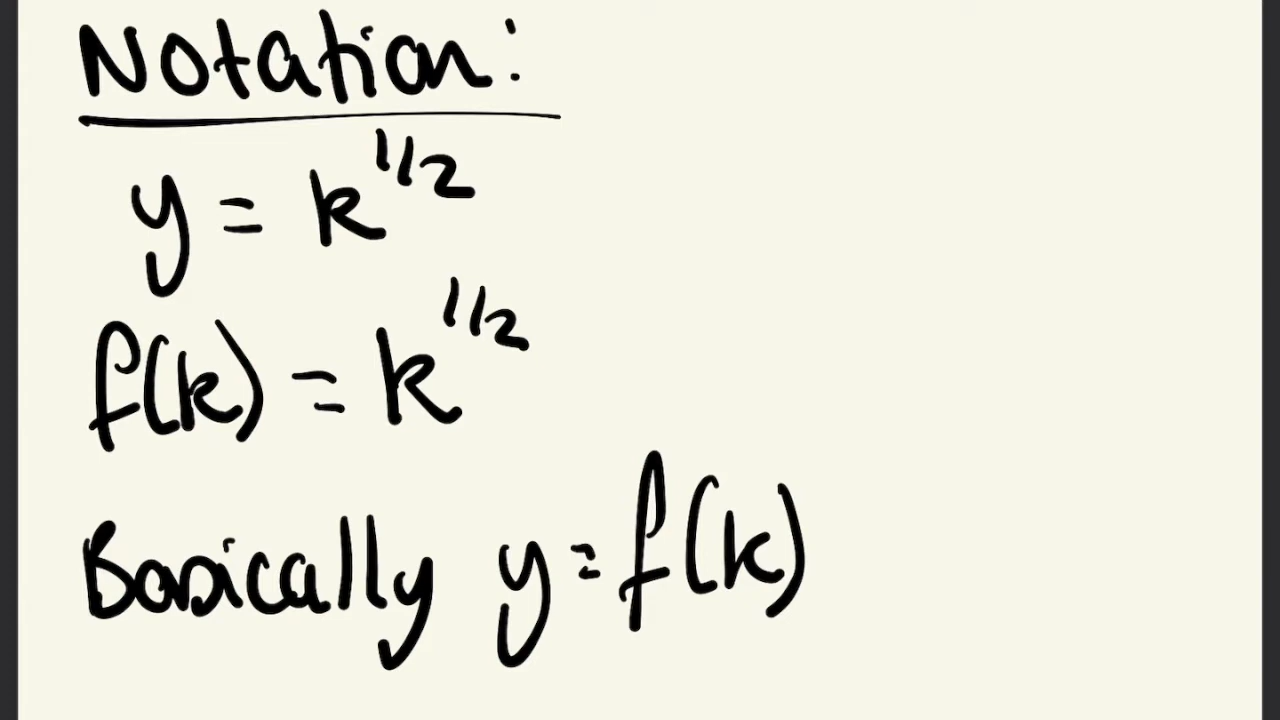 Notation:
y = k^1/2
f(k) = k^1/2
Basically y = f(k)